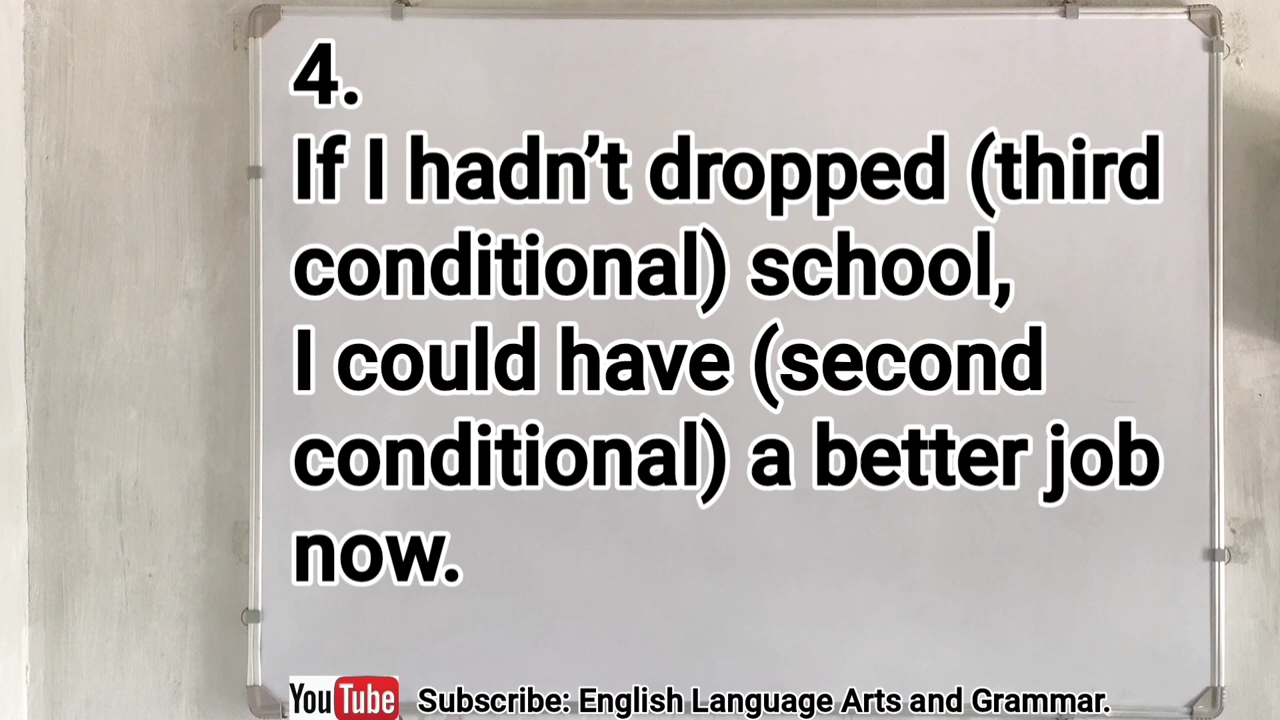 4.
If I hadn’t dropped (third
conditional) school,
I could have (second
conditional) a better job
now.
YouTube Subscribe: English Language Arts and Grammar.